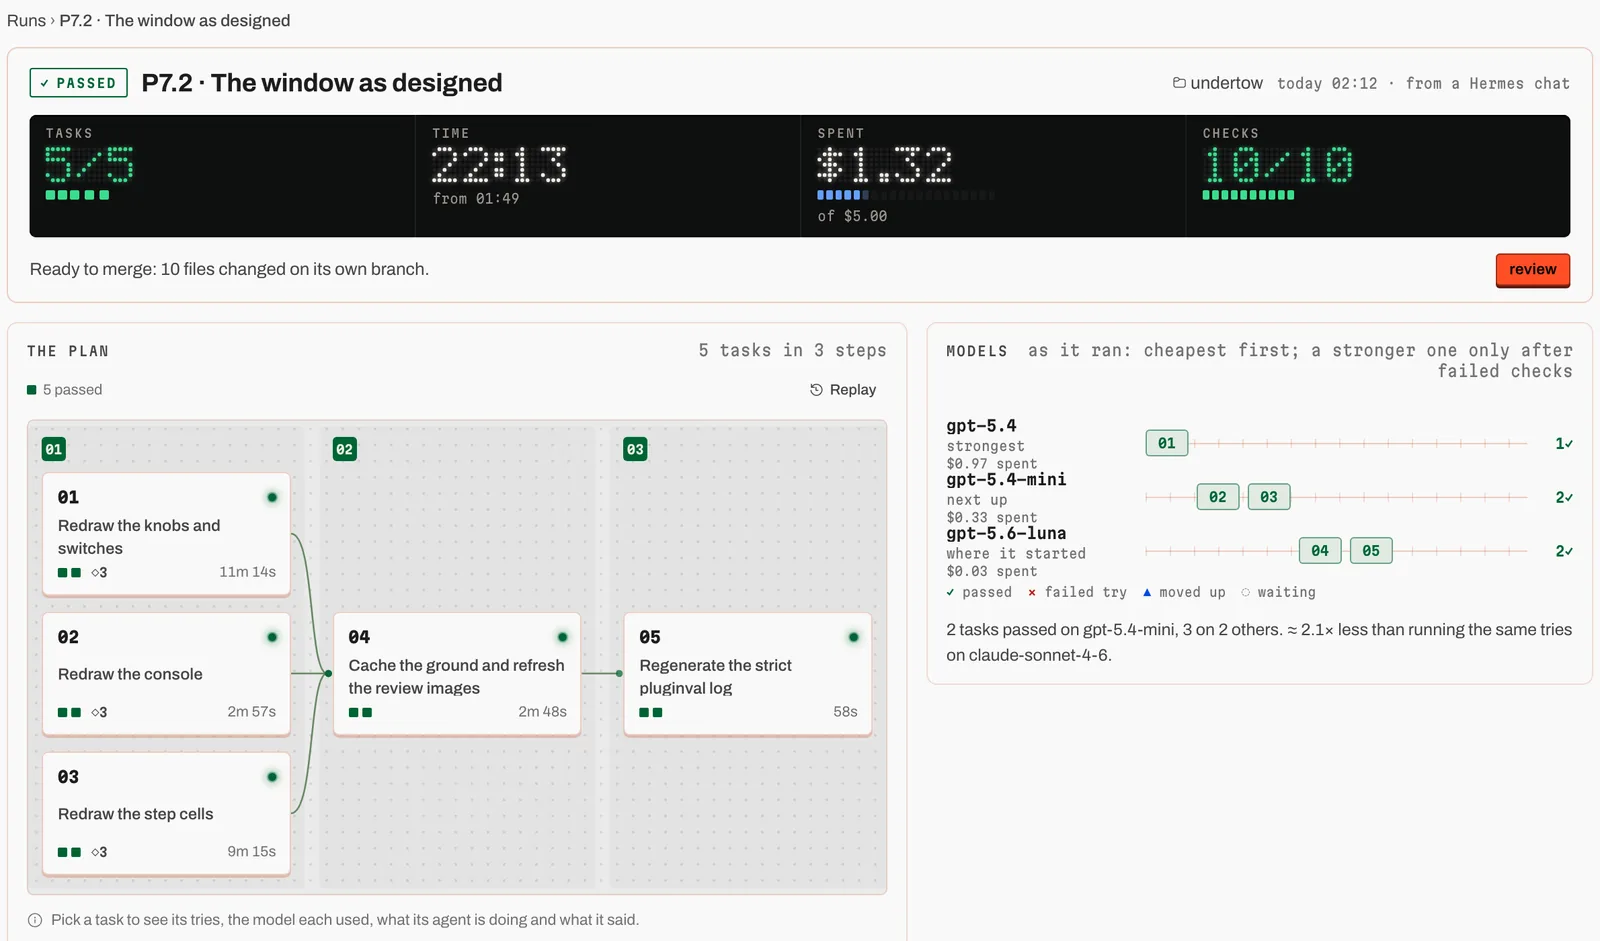 Runs › P7.2 · The window as designed
✓ PASSED
P7.2 · The window as designed
undertow today 02:12 · from a Hermes chat
TASKS
5/5
TIME
22:13
from 01:49
SPENT
$1.32
of $5.00
CHECKS
10/10
Ready to merge: 10 files changed on its own branch.
review
THE PLAN
5 tasks in 3 steps
5 passed
Replay
01
01
Redraw the knobs and
switches
◇3 11m 14s
02
Redraw the console
◇3 2m 57s
03
Redraw the step cells
◇3 9m 15s
02
04
Cache the ground and refresh
the review images
2m 48s
03
05
Regenerate the strict
pluginval log
58s
Pick a task to see its tries, the model each used, what its agent is doing and what it said.
MODELS
as it ran: cheapest first; a stronger one only after
failed checks
gpt-5.4
strongest
$0.97 spent
01
1✓
gpt-5.4-mini
next up
$0.33 spent
02 03
2✓
gpt-5.6-luna
where it started
$0.03 spent
04 05
2✓
✓ passed × failed try ▲ moved up ◌ waiting
2 tasks passed on gpt-5.4-mini, 3 on 2 others. ≈ 2.1× less than running the same tries
on claude-sonnet-4-6.